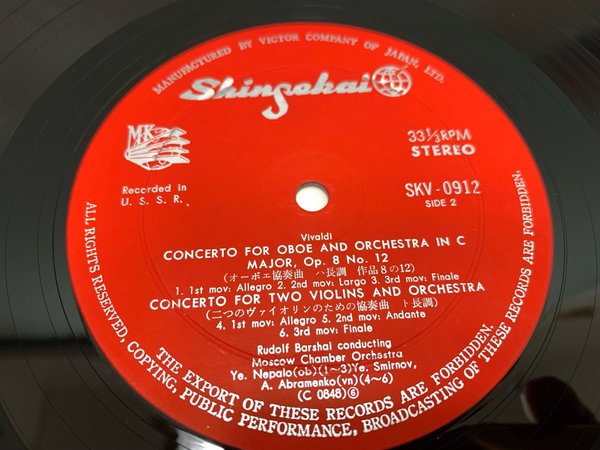 MANUFACTURED BY VICTOR COMPANY OF JAPAN, LTD.
Shinsekai
MK
33 1/3 RPM
STEREO
Recorded in
U. S. S. R.
SKV-0912
SIDE 2
Vivaldi
CONCERTO FOR OBOE AND ORCHESTRA IN C
MAJOR, Op. 8 No. 12
(オーボエ協奏曲 ハ長調 作品8の12)
1. 1st mov: Allegro 2. 2nd mov: Largo 3. 3rd mov: Finale
CONCERTO FOR TWO VIOLINS AND ORCHESTRA
(二つのヴァイオリンのための協奏曲 ト長調)
4. 1st mov: Allegro 5. 2nd mov: Andante
6. 3rd mov: Finale
Rudolf Barshai conducting
Moscow Chamber Orchestra
Ye. Nepalo(ob)(1~3)Ye. Smirnov,
A. Abramenko(vn)(4~6)
(C 0848)⑥
ALL RIGHTS RESERVED, COPYING, PUBLIC PERFORMANCE, BROADCASTING OF THESE RECORDS ARE FORBIDDEN.
THE EXPORT OF THESE RECORDS ARE FORBIDDEN.